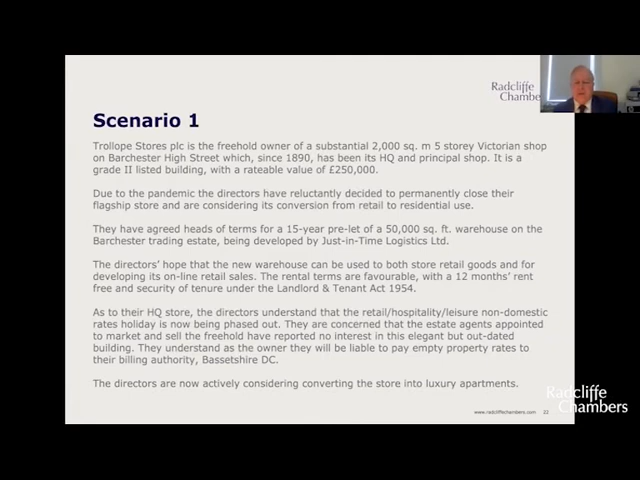 Radcliffe
Chambe
Scenario 1
Trollope Stores plc is the freehold owner of a substantial 2,000 sq. m 5 storey Victorian shop
on Barchester High Street which, since 1890, has been its HQ and principal shop. It is a
grade II listed building, with a rateable value of £250,000.
Due to the pandemic the directors have reluctantly decided to permanently close their
flagship store and are considering its conversion from retail to residential use.
They have agreed heads of terms for a 15-year pre-let of a 50,000 sq. ft. warehouse on the
Barchester trading estate, being developed by Just-in-Time Logistics Ltd.
The directors' hope that the new warehouse can be used to both store retail goods and for
developing its on-line retail sales. The rental terms are favourable, with a 12 months' rent
free and security of tenure under the Landlord & Tenant Act 1954.
As to their HQ store, the directors understand that the retail/hospitality/leisure non-domestic
rates holiday is now being phased out. They are concerned that the estate agents appointed
to market and sell the freehold have reported no interest in this elegant but out-dated
building. They understand as the owner they will be liable to pay empty property rates to
their billing authority, Bassetshire DC.
The directors are now actively considering converting the store into luxury apartments.
www.radcliffechambers.com 22
Radcliffe
Chambers